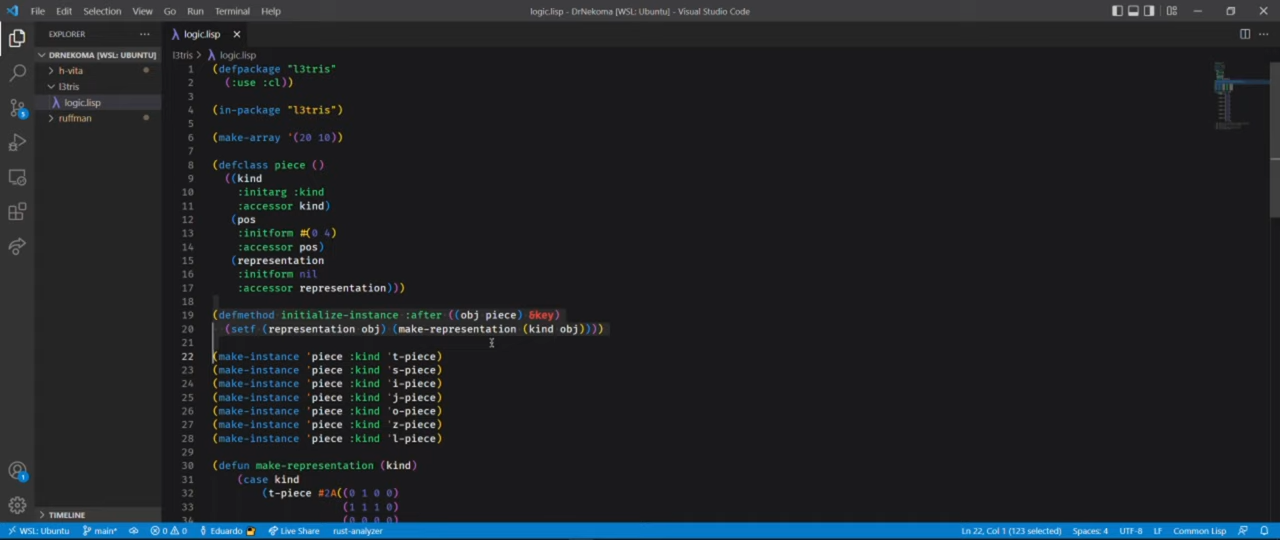 File Edit Selection View Go Run Terminal Help
logic.lisp - DrNekoma [WSL: Ubuntu] - Visual Studio Code
EXPLORER
DRNEKOMA [WSL: UBUNTU]
h-vita
l3tris
logic.lisp
ruffman
TIMELINE
logic.lisp
l3tris > logic.lisp
1 (defpackage "l3tris"
2 (:use :cl))
3
4 (in-package "l3tris")
5
6 (make-array '(20 10))
7
8 (defclass piece ()
9 ((kind
10 :initarg :kind
11 :accessor kind)
12 (pos
13 :initform #(0 4)
14 :accessor pos)
15 (representation
16 :initform nil
17 :accessor representation)))
18
19 (defmethod initialize-instance :after ((obj piece) &key)
20 (setf (representation obj) (make-representation (kind obj))))
21
22 (make-instance 'piece :kind 't-piece)
23 (make-instance 'piece :kind 's-piece)
24 (make-instance 'piece :kind 'i-piece)
25 (make-instance 'piece :kind 'j-piece)
26 (make-instance 'piece :kind 'o-piece)
27 (make-instance 'piece :kind 'z-piece)
28 (make-instance 'piece :kind 'l-piece)
29
30 (defun make-representation (kind)
31 (case kind
32 (t-piece #2A((0 1 0 0)
33 (1 1 1 0)
34 (0 0 0 0)
5
1
WSL: Ubuntu main* 0 0 Eduardo Live Share rust-analyzer Ln 22, Col 1 (123 selected) Spaces: 4 UTF-8 LF Common Lisp